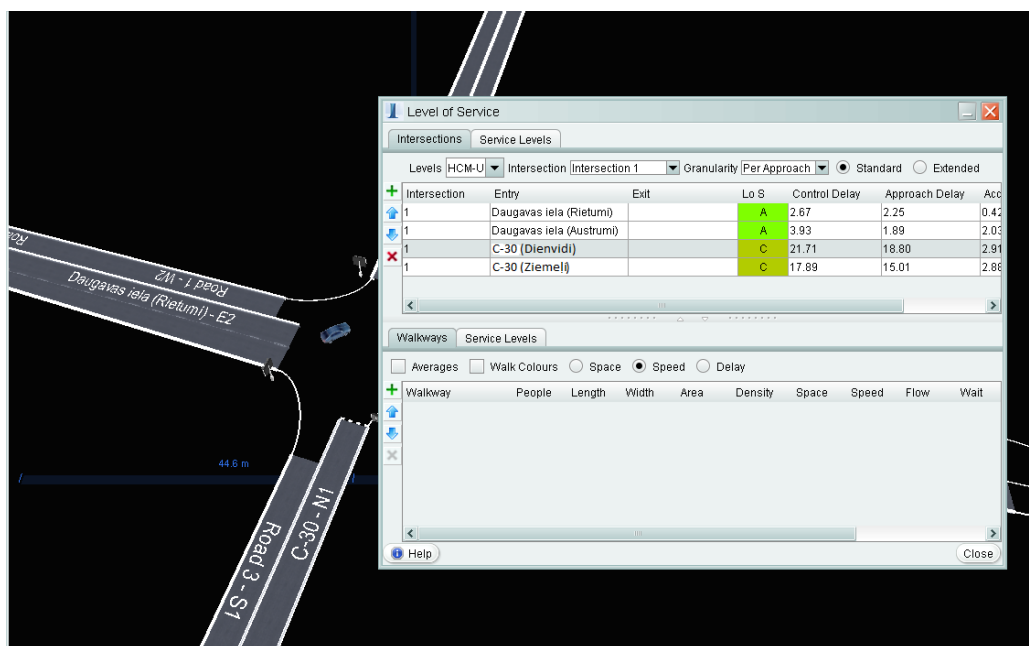 Level of Service
Intersections Service Levels
Levels HCM-U Intersection Intersection 1 Granularity Per Approach Standard Extended
Intersection Entry Exit Lo S Control Delay Approach Delay Acc
1 Daugavas iela (Rietumi) A 2.67 2.25 0.42
1 Daugavas iela (Austrumi) A 3.93 1.89 2.03
1 C-30 (Dienvidi) C 21.71 18.80 2.91
1 C-30 (Ziemeļi) C 17.89 15.01 2.88
Walkways Service Levels
Averages Walk Colours Space Speed Delay
Walkway People Length Width Area Density Space Speed Flow Wait
Help Close
Road
Road 1 - W2
Daugavas iela (Rietumi) - E2
44.6 m
Road 3 - S1
C-30 - N1